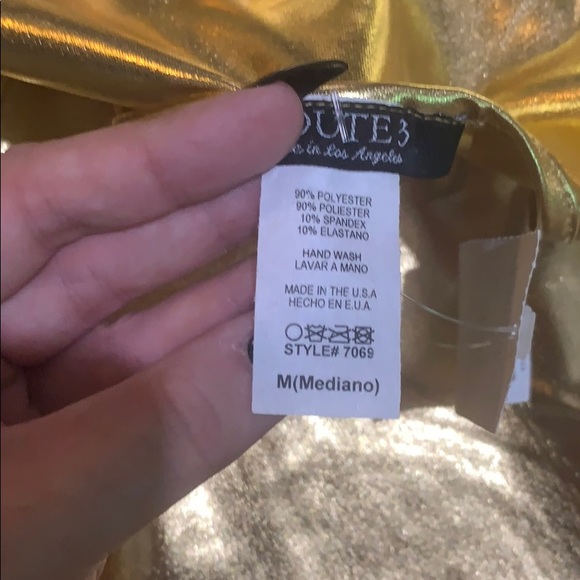 in Los Angeles
90% POLYESTER
90% POLIESTER
10% SPANDEX
10% ELASTANO
HAND WASH
LAVAR A MANO
MADE IN THE U.S.A
HECHO EN E.U.A.
STYLE# 7069
M(Mediano)